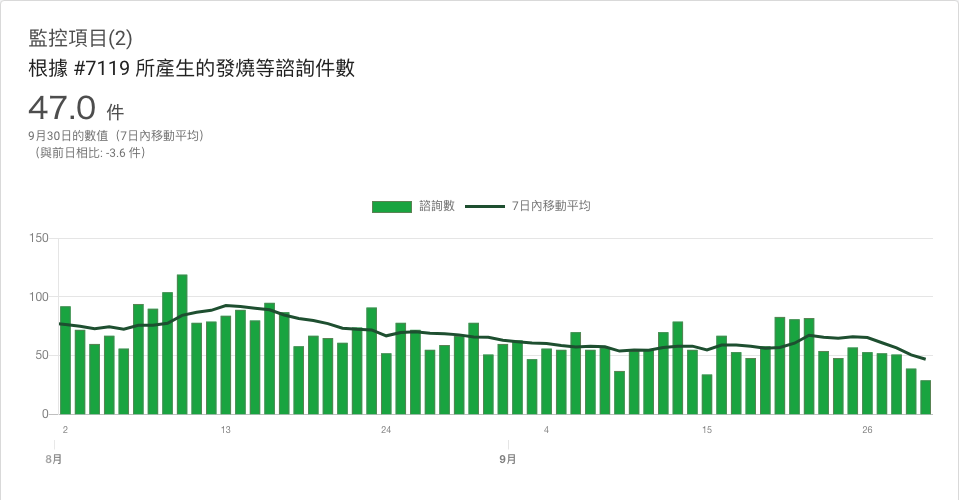 監控項目(2)
根據 #7119 所產生的發燒等諮詢件數
47.0 件
9月30日的數值（7日內移動平均）
（與前日相比: -3.6 件）
諮詢數 7日內移動平均
150
100
50
0
2 13 24 4 15 26
8月 9月